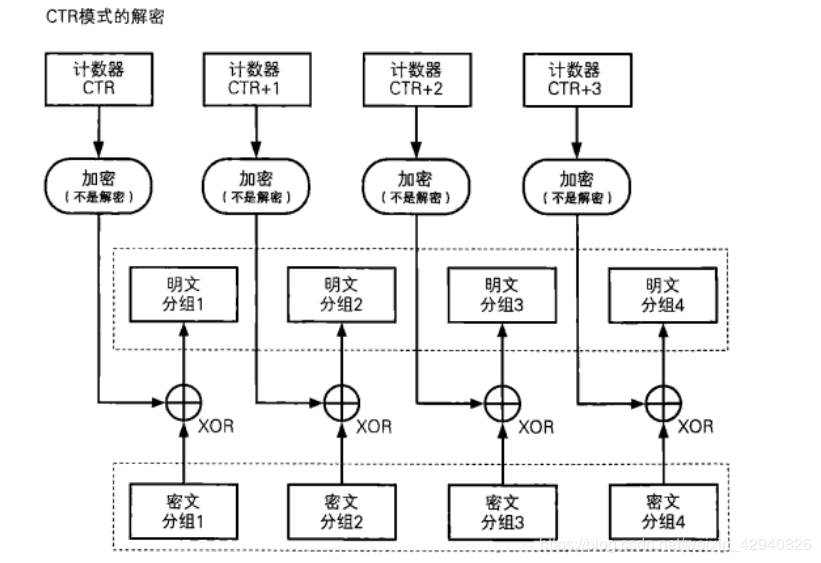 CTR模式的解密
计数器
CTR
计数器
CTR+1
计数器
CTR+2
计数器
CTR+3
加密
(不是解密)
加密
(不是解密)
加密
(不是解密)
加密
(不是解密)
明文
分组1
明文
分组2
明文
分组3
明文
分组4
XOR
XOR
XOR
XOR
密文
分组1
密文
分组2
密文
分组3
密文
分组4
https://blog.csdn.net/weixin_42940826